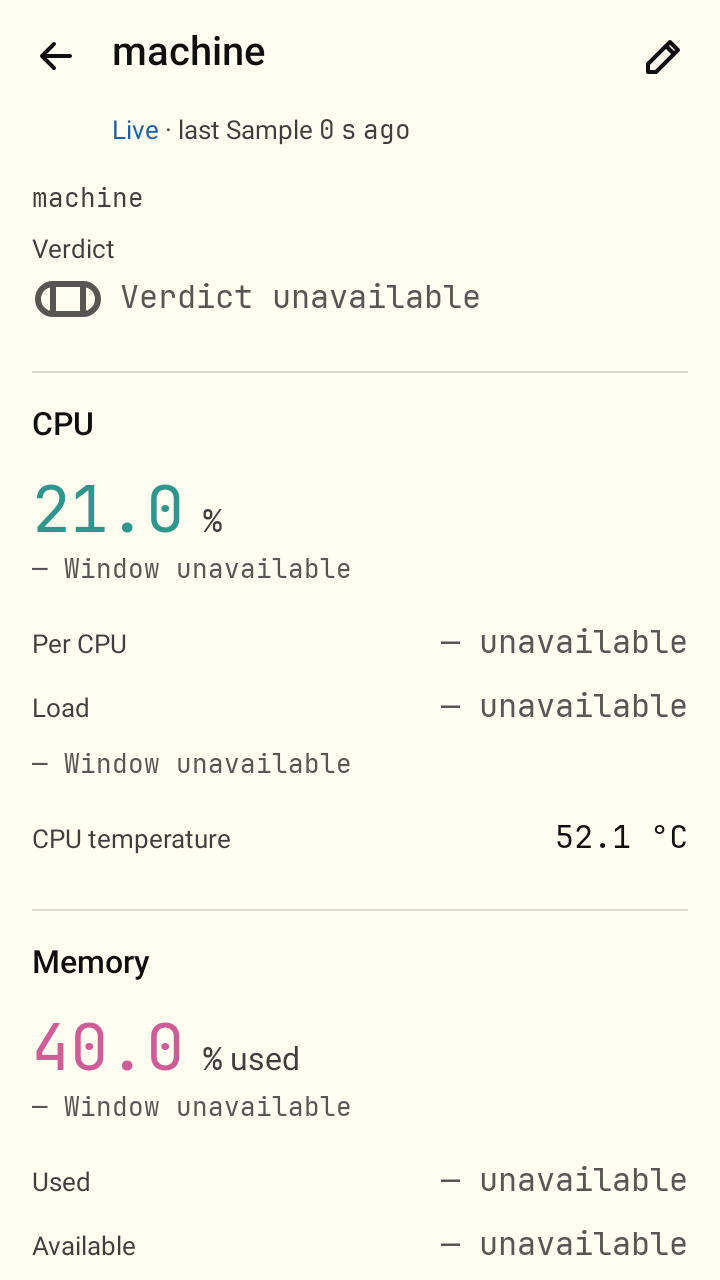 machine
Live · last Sample 0 s ago
machine
Verdict
Verdict unavailable
CPU
21.0 %
— Window unavailable
Per CPU — unavailable
Load — unavailable
— Window unavailable
CPU temperature 52.1 °C
Memory
40.0 % used
— Window unavailable
Used — unavailable
Available — unavailable